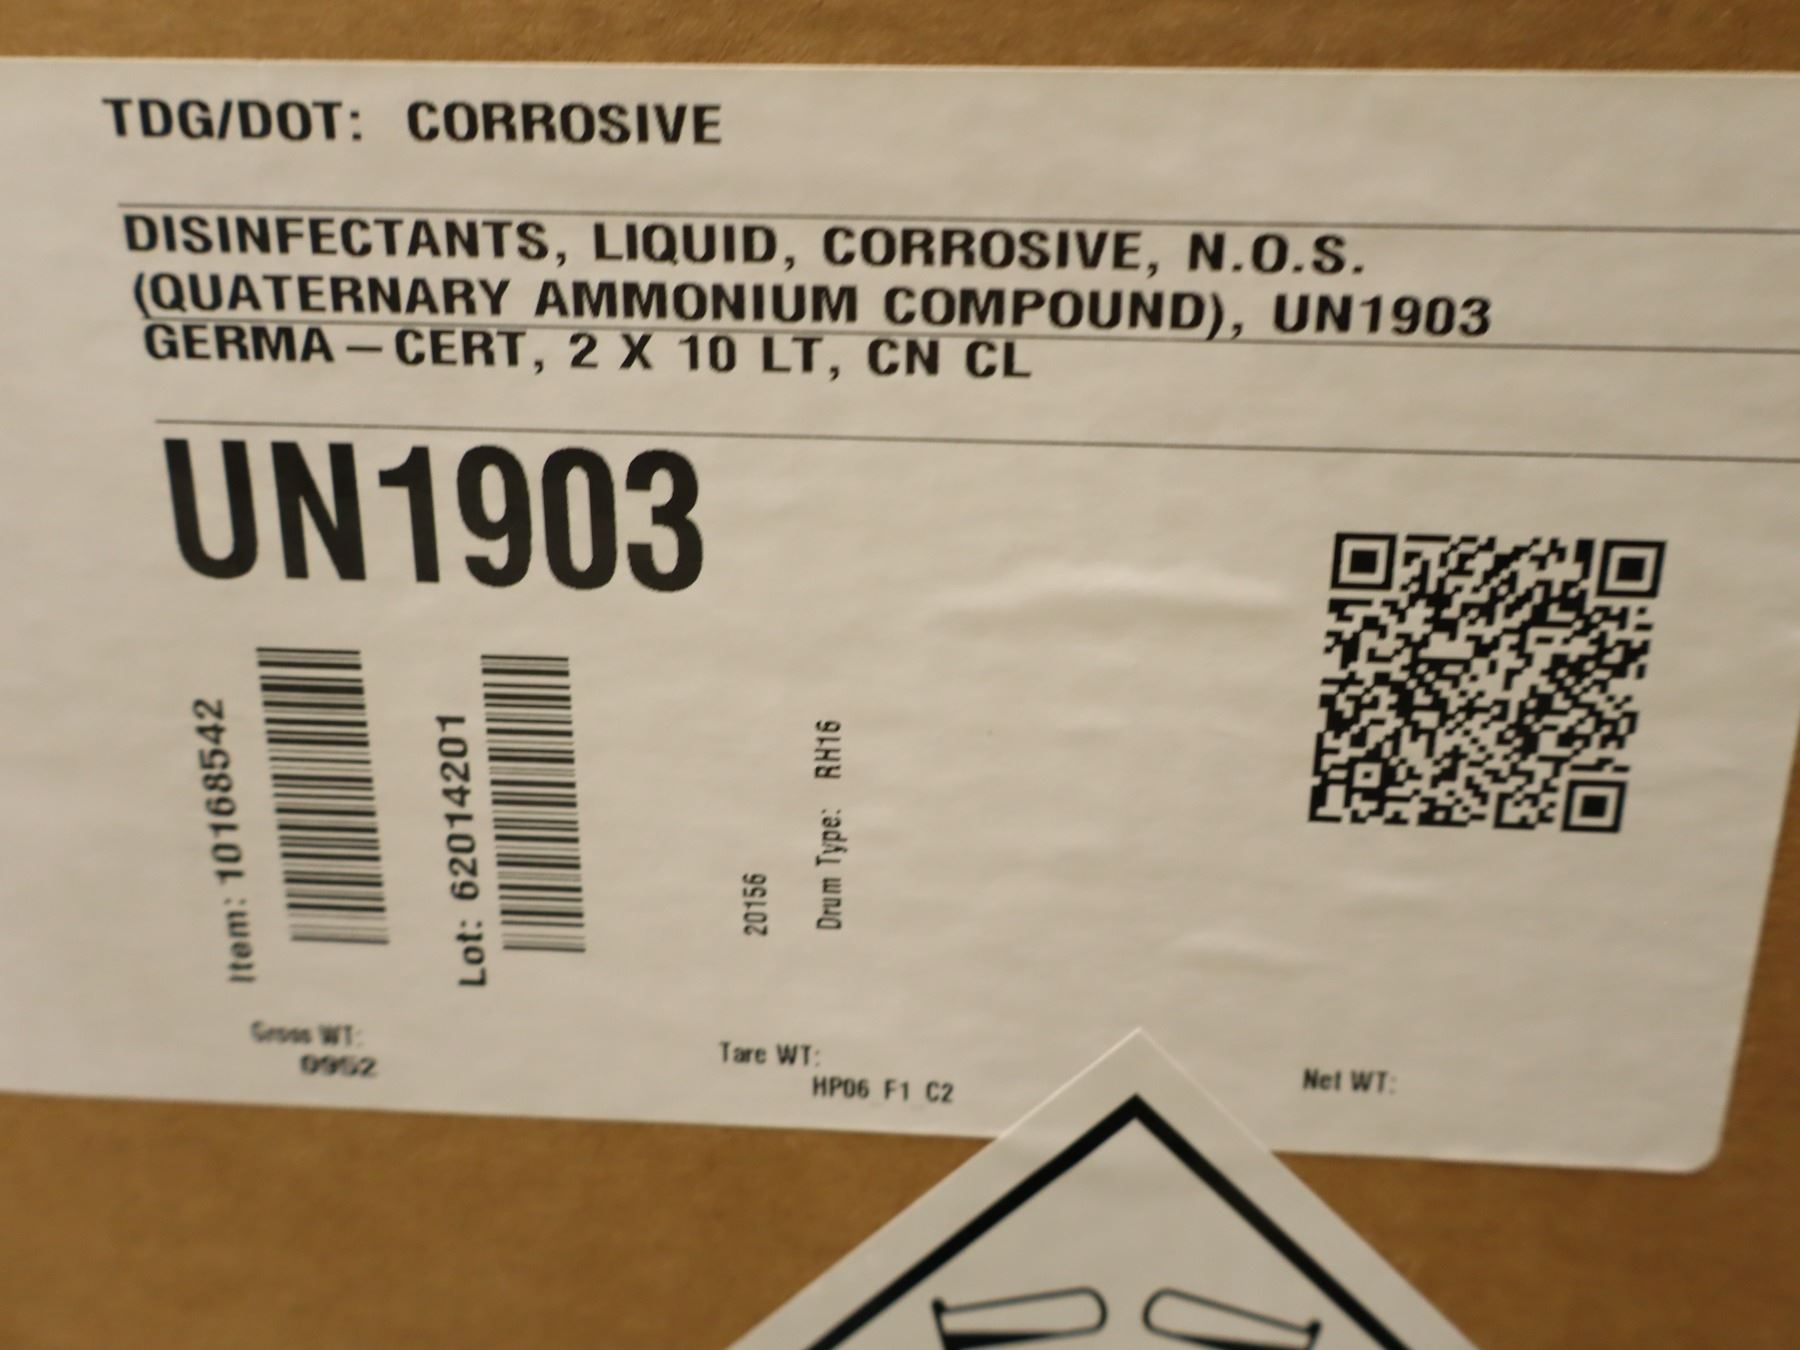 TDG/DOT: CORROSIVE
DISINFECTANTS, LIQUID, CORROSIVE, N.O.S.
(QUATERNARY AMMONIUM COMPOUND), UN1903
GERMA-CERT, 2 X 10 LT, CN CL
UN1903
Item: 10168542
Lot: 62014201
20156
Drum Type: RH16
Gross WT:
0952
Tare WT:
HP06 F1 C2
Net WT: